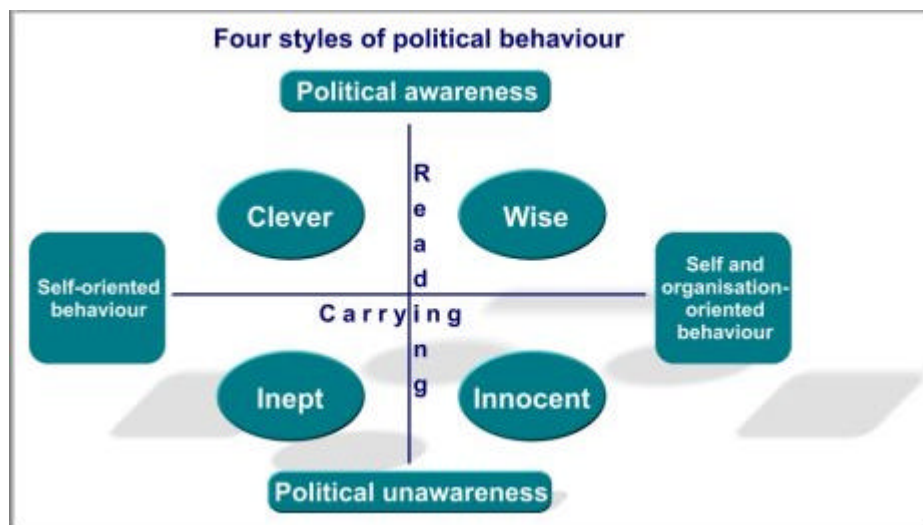 Four styles of political behaviour
Political awareness
Reading
Clever
Wise
Self-oriented
behaviour
Self and
organisation-
oriented
behaviour
Carrying
Inept
Innocent
Political unawareness